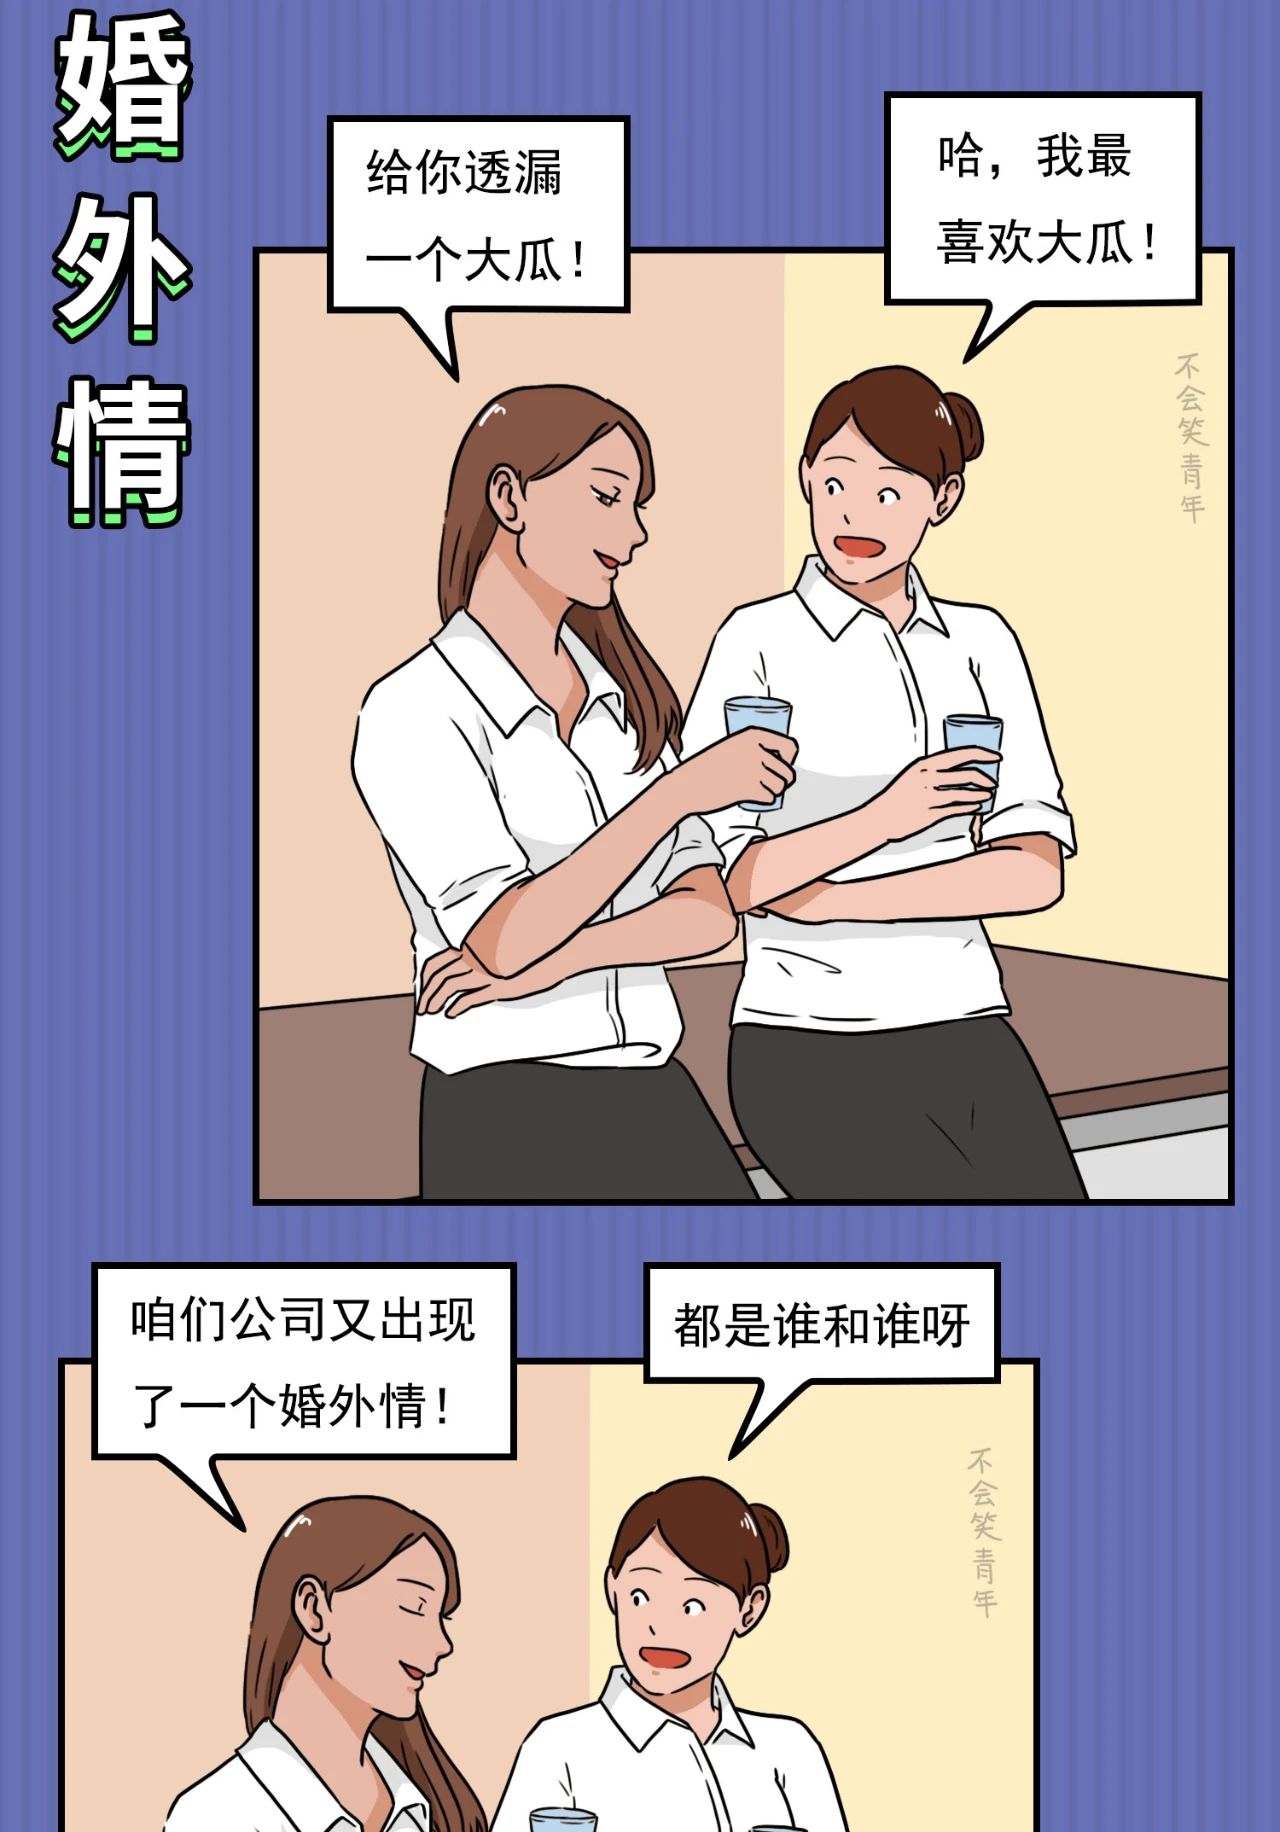 婚外情
给你透漏
一个大瓜！
哈，我最
喜欢大瓜！
不会笑青年
咱们公司又出现
了一个婚外情！
都是谁和谁呀
不会笑青年